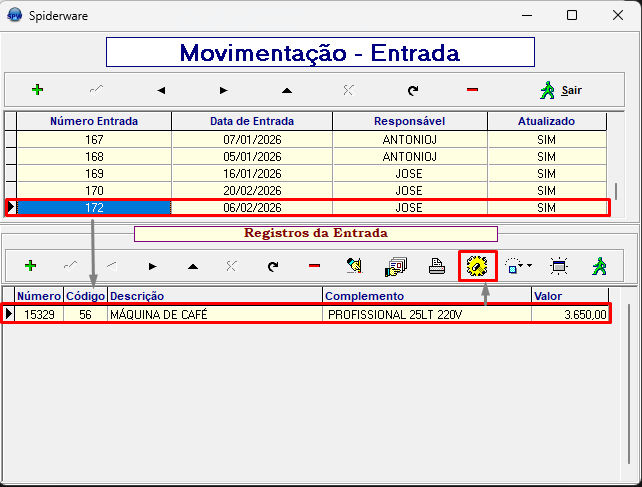 SPW Spiderware
Movimentação - Entrada
Sair
Número Entrada Data de Entrada Responsável Atualizado
167 07/01/2026 ANTONIOJ SIM
168 05/01/2026 ANTONIOJ SIM
169 16/01/2026 JOSE SIM
170 20/02/2026 JOSE SIM
172 06/02/2026 JOSE SIM
Registros da Entrada
Número Código Descrição Complemento Valor
15329 56 MÁQUINA DE CAFÉ PROFISSIONAL 25LT 220V 3.650,00